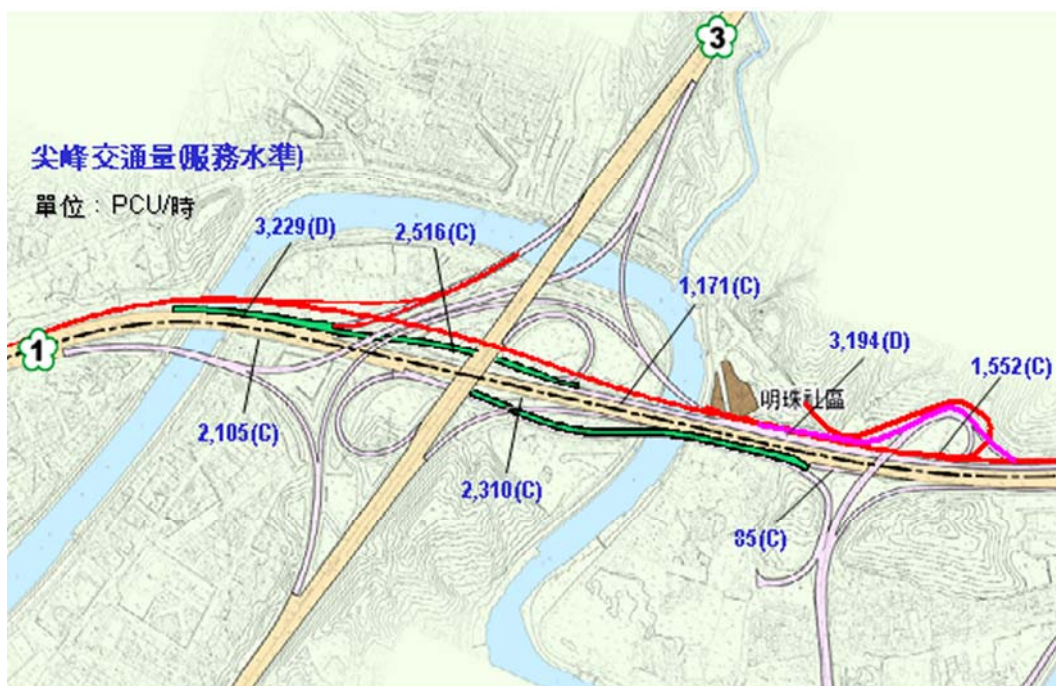 3
尖峰交通量(服務水準)
單位：PCU/時
3,229(D)
2,516(C)
1,171(C)
3,194(D)
1,552(C)
1
明珠社區
2,105(C)
2,310(C)
85(C)